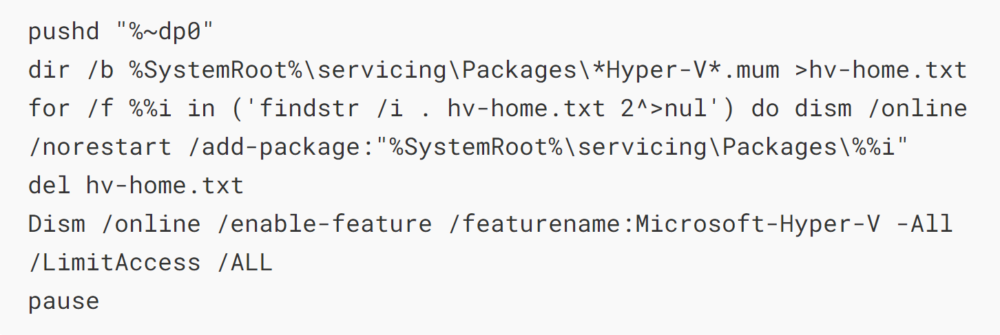 pushd "%~dp0"
dir /b %SystemRoot%\servicing\Packages\*Hyper-V*.mum >hv-home.txt
for /f %%i in ('findstr /i . hv-home.txt 2^>nul') do dism /online
/norestart /add-package:"%SystemRoot%\servicing\Packages\%%i"
del hv-home.txt
Dism /online /enable-feature /featurename:Microsoft-Hyper-V -All
/LimitAccess /ALL
pause